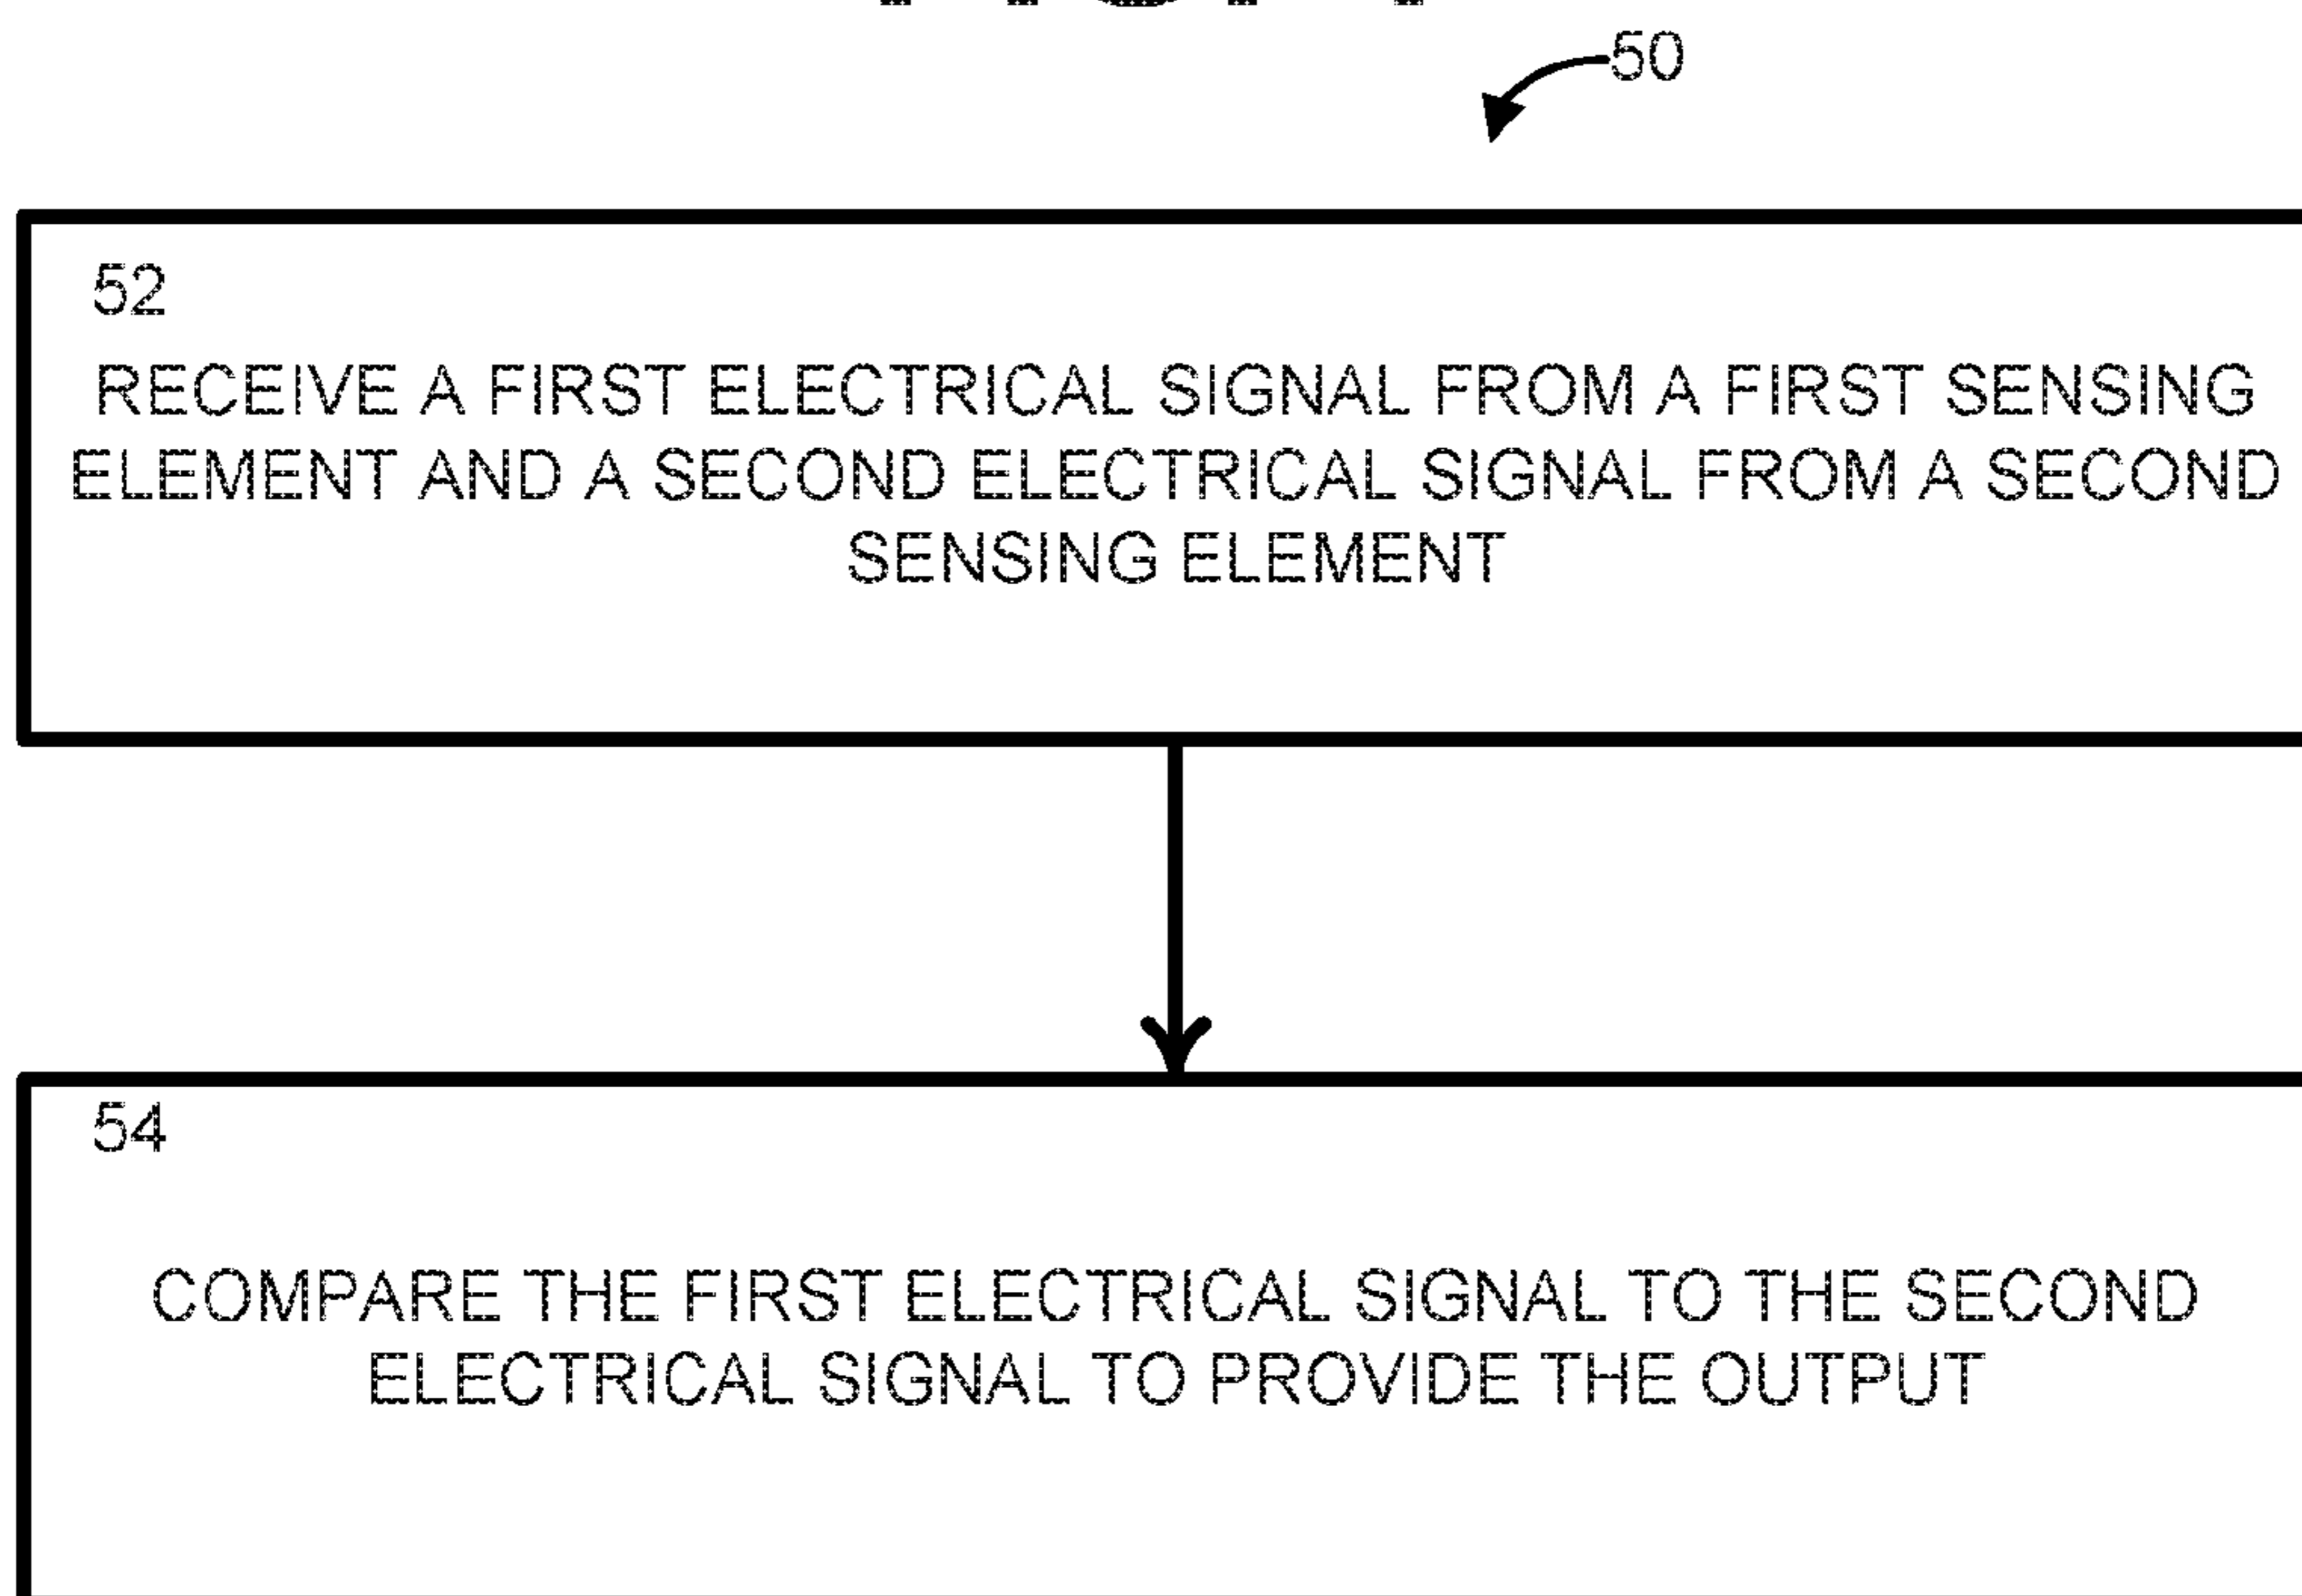 50
52
RECEIVE A FIRST ELECTRICAL SIGNAL FROM A FIRST SENSING
ELEMENT AND A SECOND ELECTRICAL SIGNAL FROM A SECOND
SENSING ELEMENT
54
COMPARE THE FIRST ELECTRICAL SIGNAL TO THE SECOND
ELECTRICAL SIGNAL TO PROVIDE THE OUTPUT